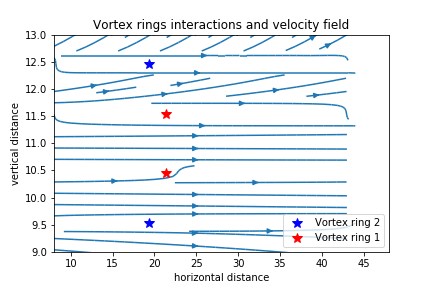 Vortex rings interactions and velocity field
13.0
12.5
12.0
11.5
11.0
10.5
10.0
9.5
9.0
vertical distance
Vortex ring 2
Vortex ring 1
10 15 20 25 30 35 40 45
horizontal distance